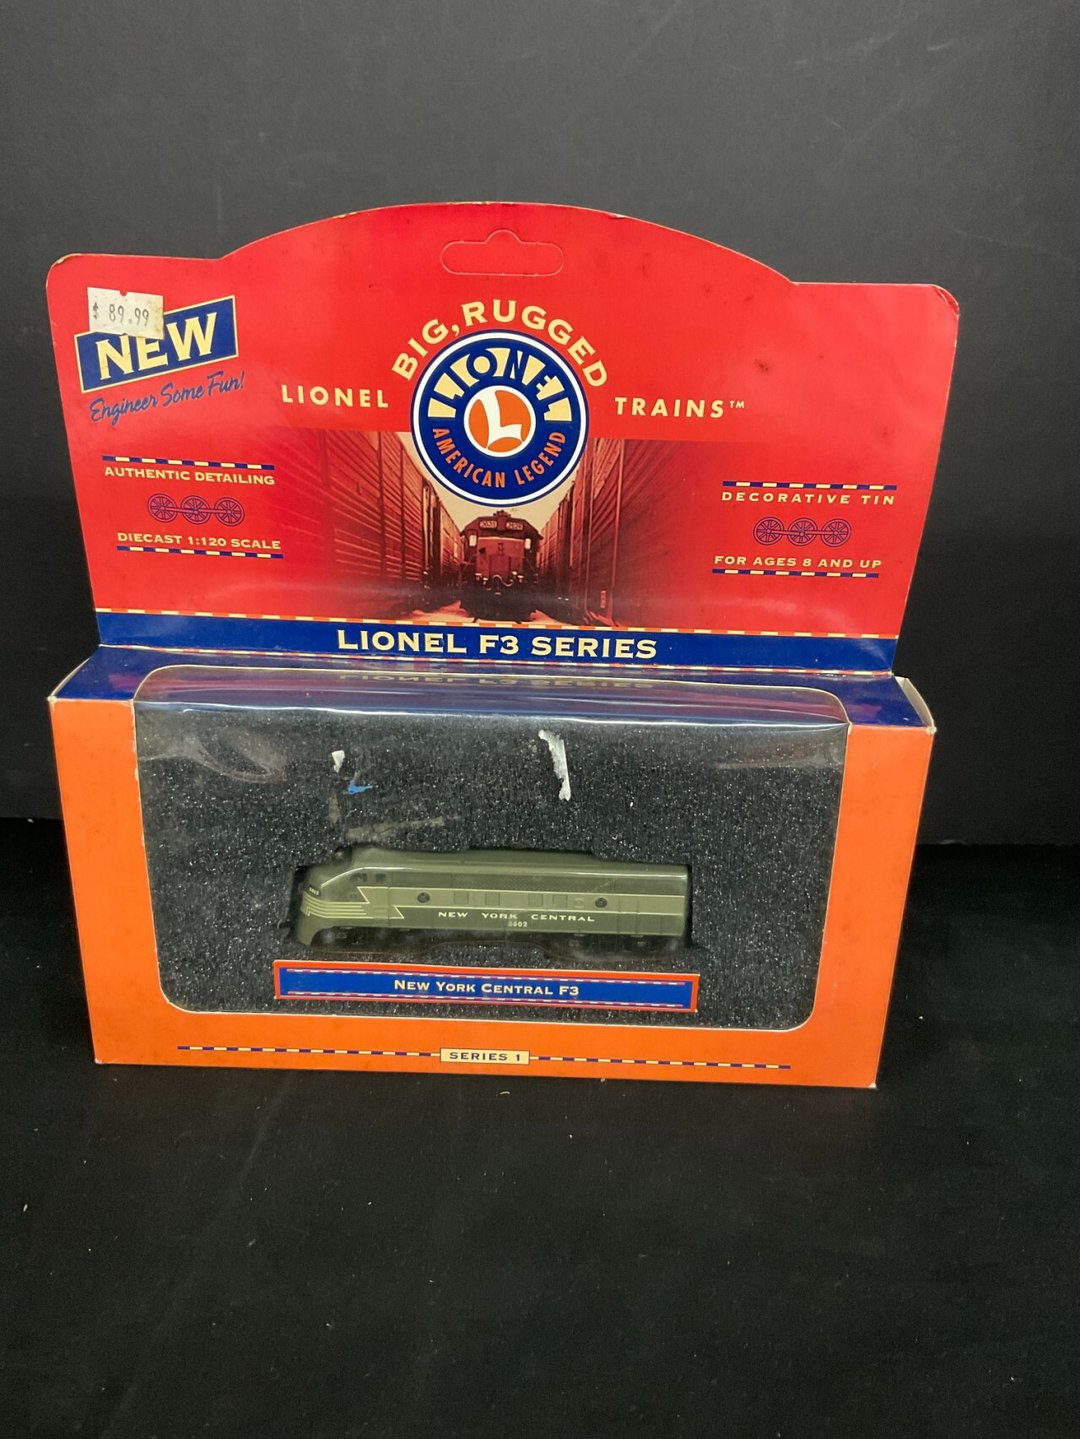 $ 89.99
NEW
Engineer Some Fun!
BIG, RUGGED
LIONEL
TRAINS™
LIONEL
L
AMERICAN LEGEND
AUTHENTIC DETAILING
DIECAST 1:120 SCALE
DECORATIVE TIN
FOR AGES 8 AND UP
LIONEL F3 SERIES
NEW YORK CENTRAL
3502
NEW YORK CENTRAL F3
SERIES 1